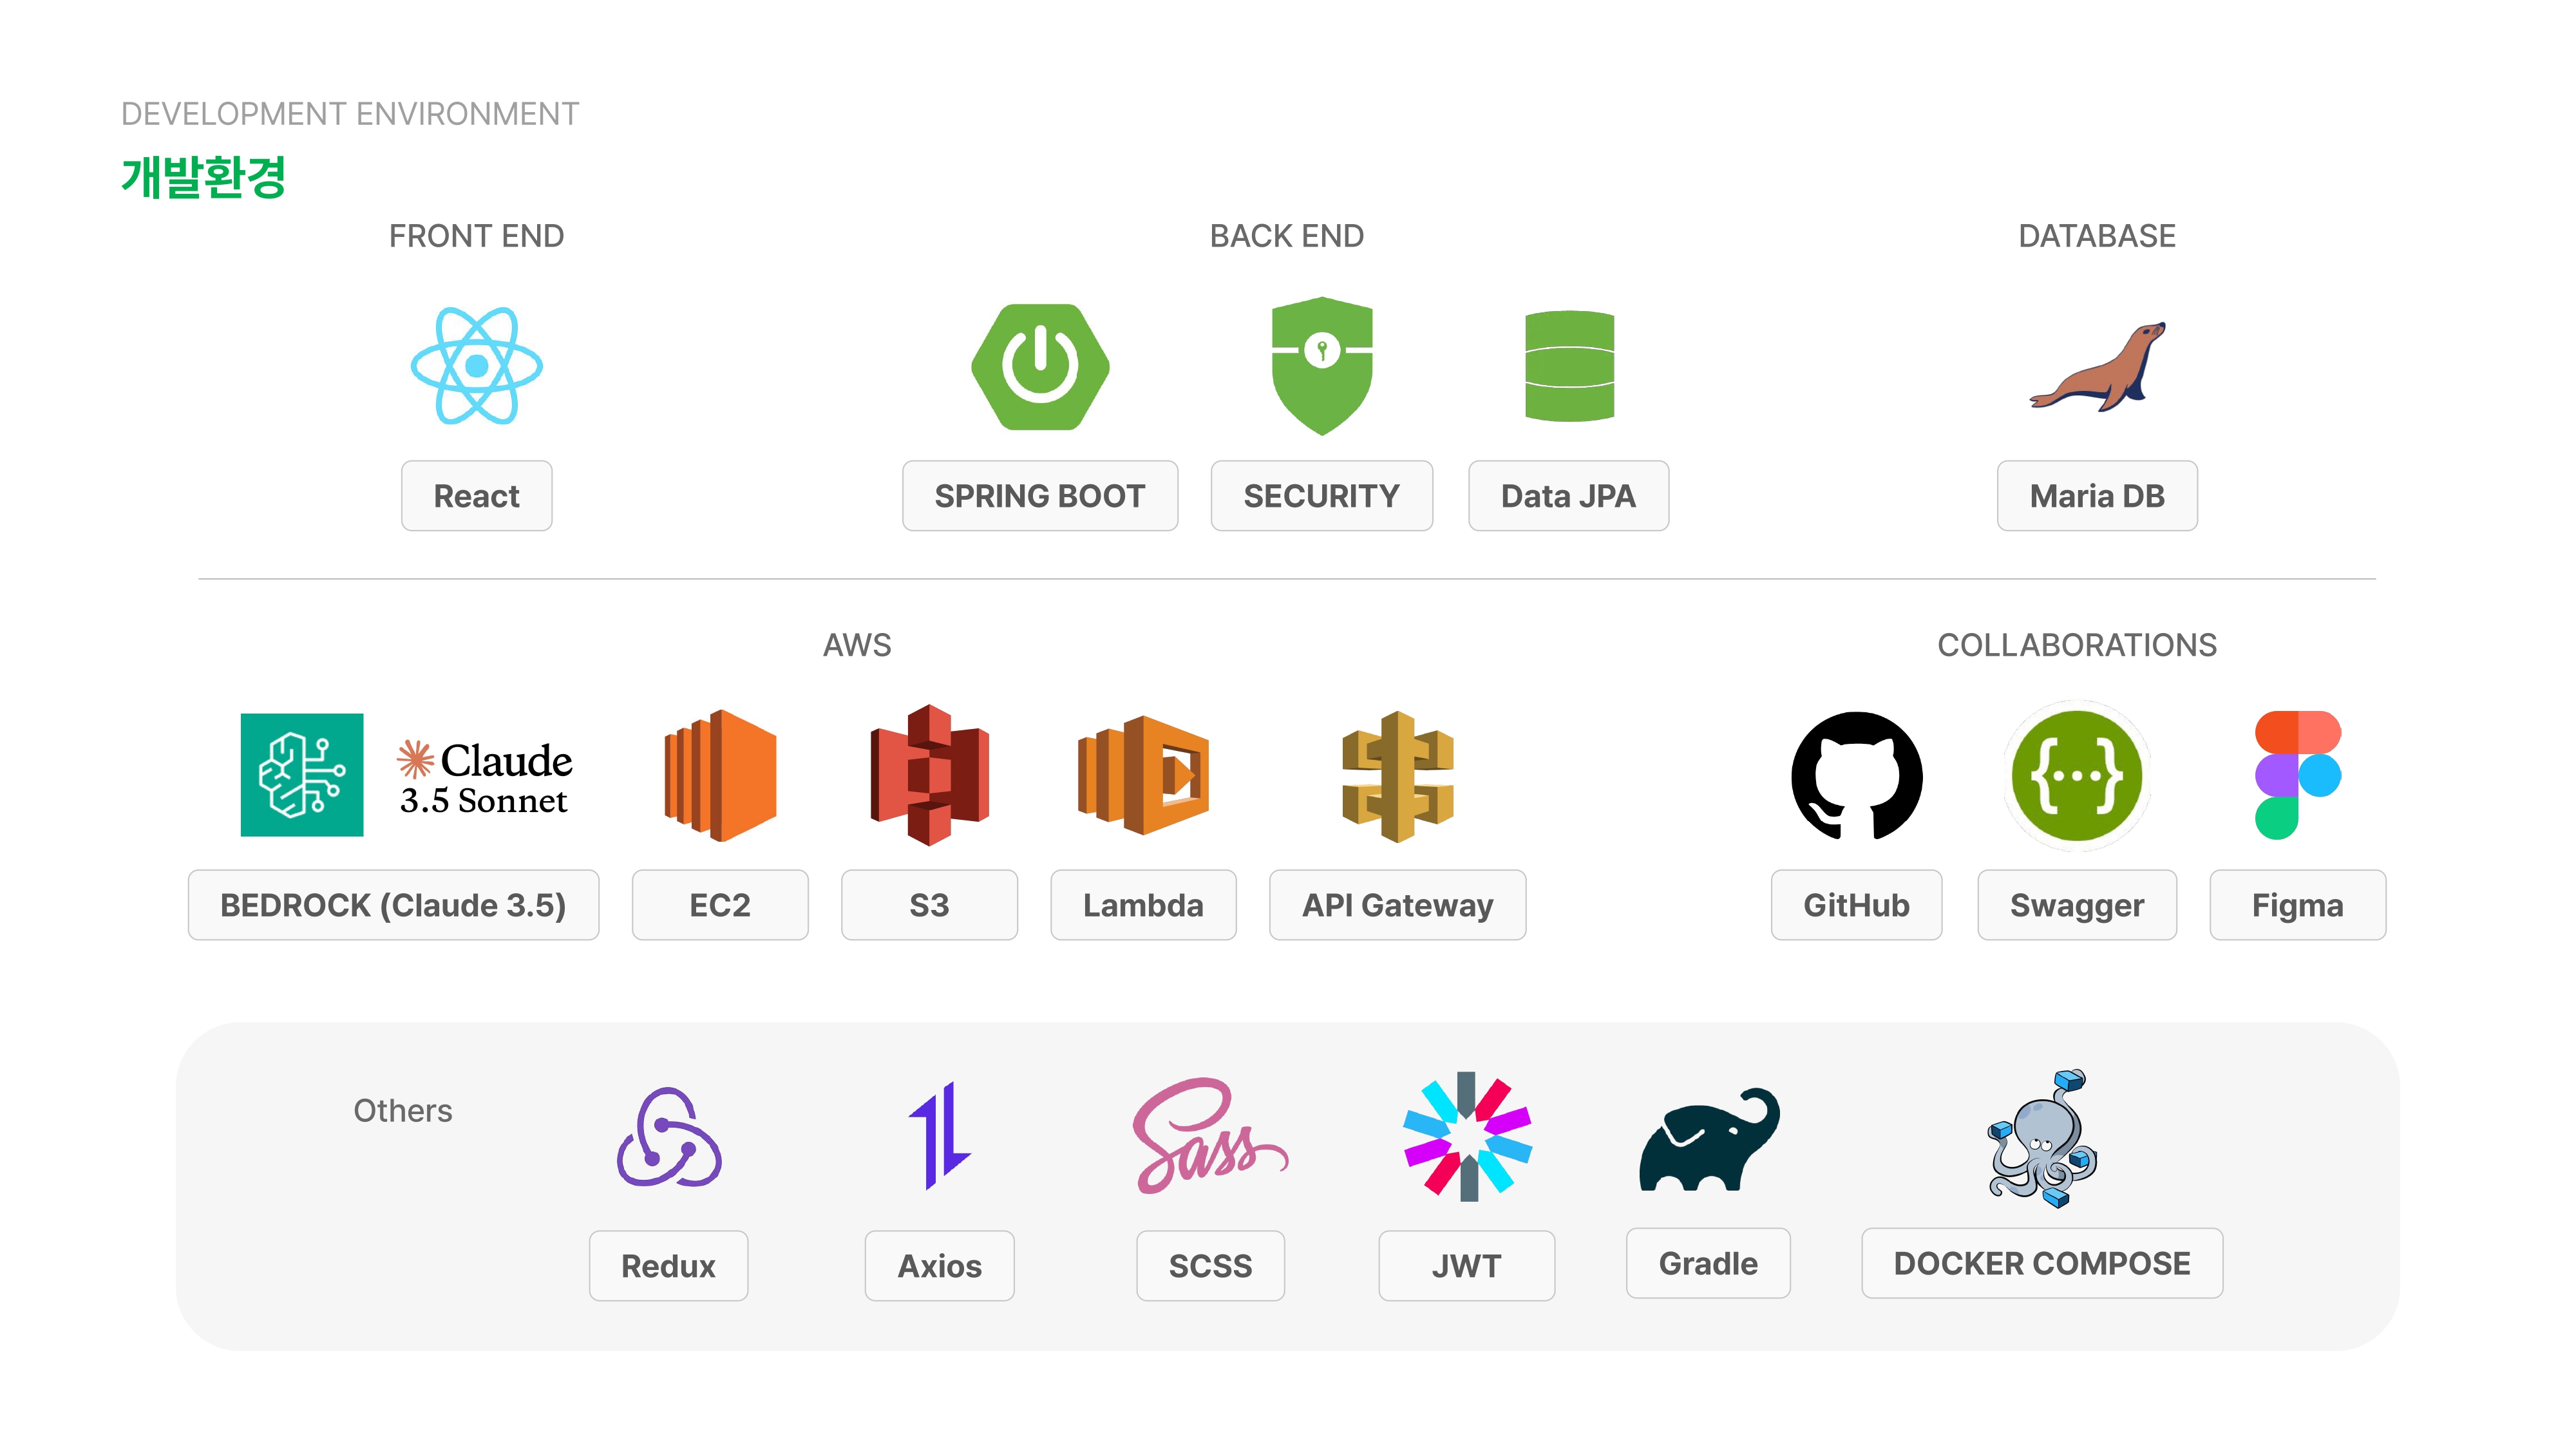 DEVELOPMENT ENVIRONMENT
개발환경
FRONT END
React
BACK END
SPRING BOOT
SECURITY
Data JPA
DATABASE
Maria DB
AWS
Claude
3.5 Sonnet
BEDROCK (Claude 3.5)
EC2
S3
Lambda
API Gateway
COLLABORATIONS
{...}
GitHub
Swagger
Figma
Others
Sass
Redux
Axios
SCSS
JWT
Gradle
DOCKER COMPOSE